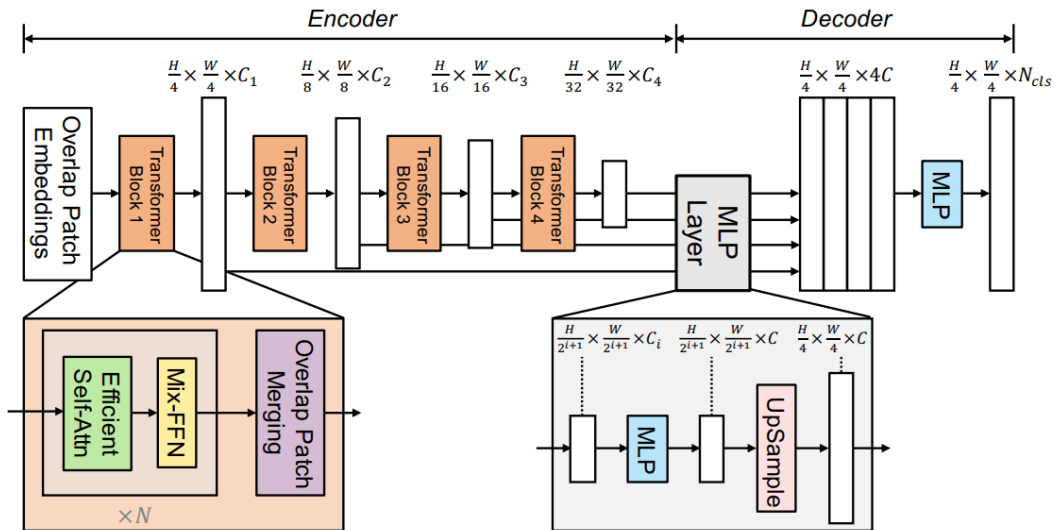 Encoder
Decoder
H/4 × W/4 × C₁
H/8 × W/8 × C₂
H/16 × W/16 × C₃
H/32 × W/32 × C₄
H/4 × W/4 × 4C
H/4 × W/4 × N_cls
Overlap Patch
Embeddings
Transformer
Block 1
Transformer
Block 2
Transformer
Block 3
Transformer
Block 4
MLP
Layer
MLP
Efficient
Self-Attn
Mix-FFN
Overlap Patch
Merging
×N
H/2^{i+1} × W/2^{i+1} × C_i
H/2^{i+1} × W/2^{i+1} × C
H/4 × W/4 × C
MLP
UpSample